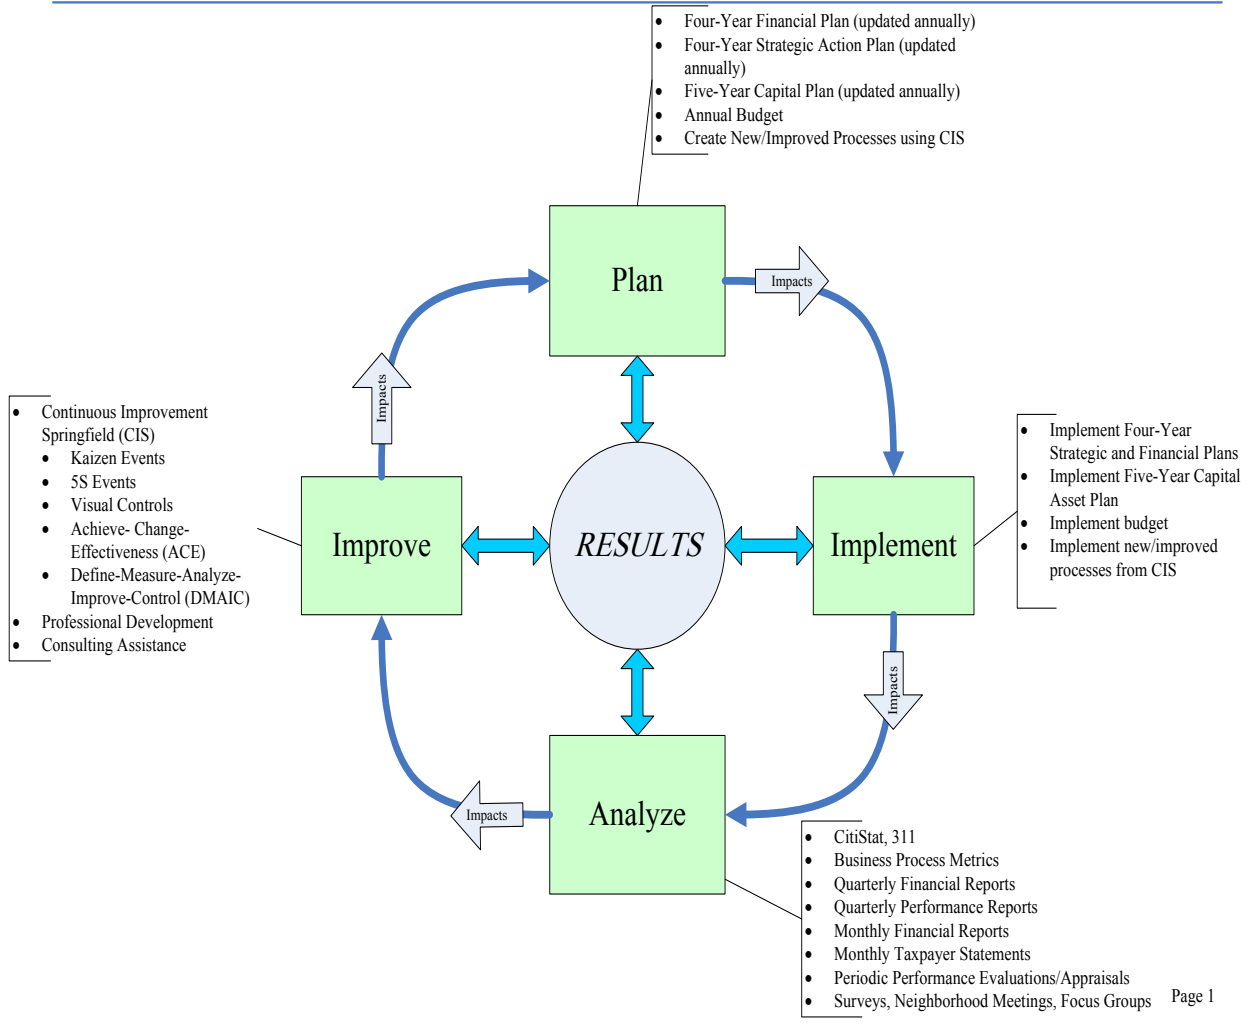 Four-Year Financial Plan (updated annually)
Four-Year Strategic Action Plan (updated
annually)
Five-Year Capital Plan (updated annually)
Annual Budget
Create New/Improved Processes using CIS
Plan
Impacts
Impacts
Continuous Improvement
Springfield (CIS)
Kaizen Events
5S Events
Visual Controls
Achieve- Change-
Effectiveness (ACE)
Define-Measure-Analyze-
Improve-Control (DMAIC)
Professional Development
Consulting Assistance
Improve
RESULTS
Implement
Implement Four-Year
Strategic and Financial Plans
Implement Five-Year Capital
Asset Plan
Implement budget
Implement new/improved
processes from CIS
Impacts
Impacts
Analyze
CitiStat, 311
Business Process Metrics
Quarterly Financial Reports
Quarterly Performance Reports
Monthly Financial Reports
Monthly Taxpayer Statements
Periodic Performance Evaluations/Appraisals
Surveys, Neighborhood Meetings, Focus Groups
Page 1